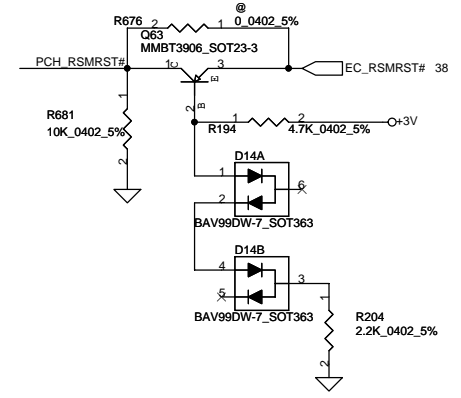 @
R676 2 1 0_0402_5%
Q63
MMBT3906_SOT23-3
PCH_RSMRST# 1 C 3 E EC_RSMRST# 38
2 B
1
R681
10K_0402_5%
2
R194 1 2 4.7K_0402_5% +3V
D14A
1 6
2
BAV99DW-7_SOT363
D14B
4 3
5
BAV99DW-7_SOT363
1
R204
2.2K_0402_5%
2